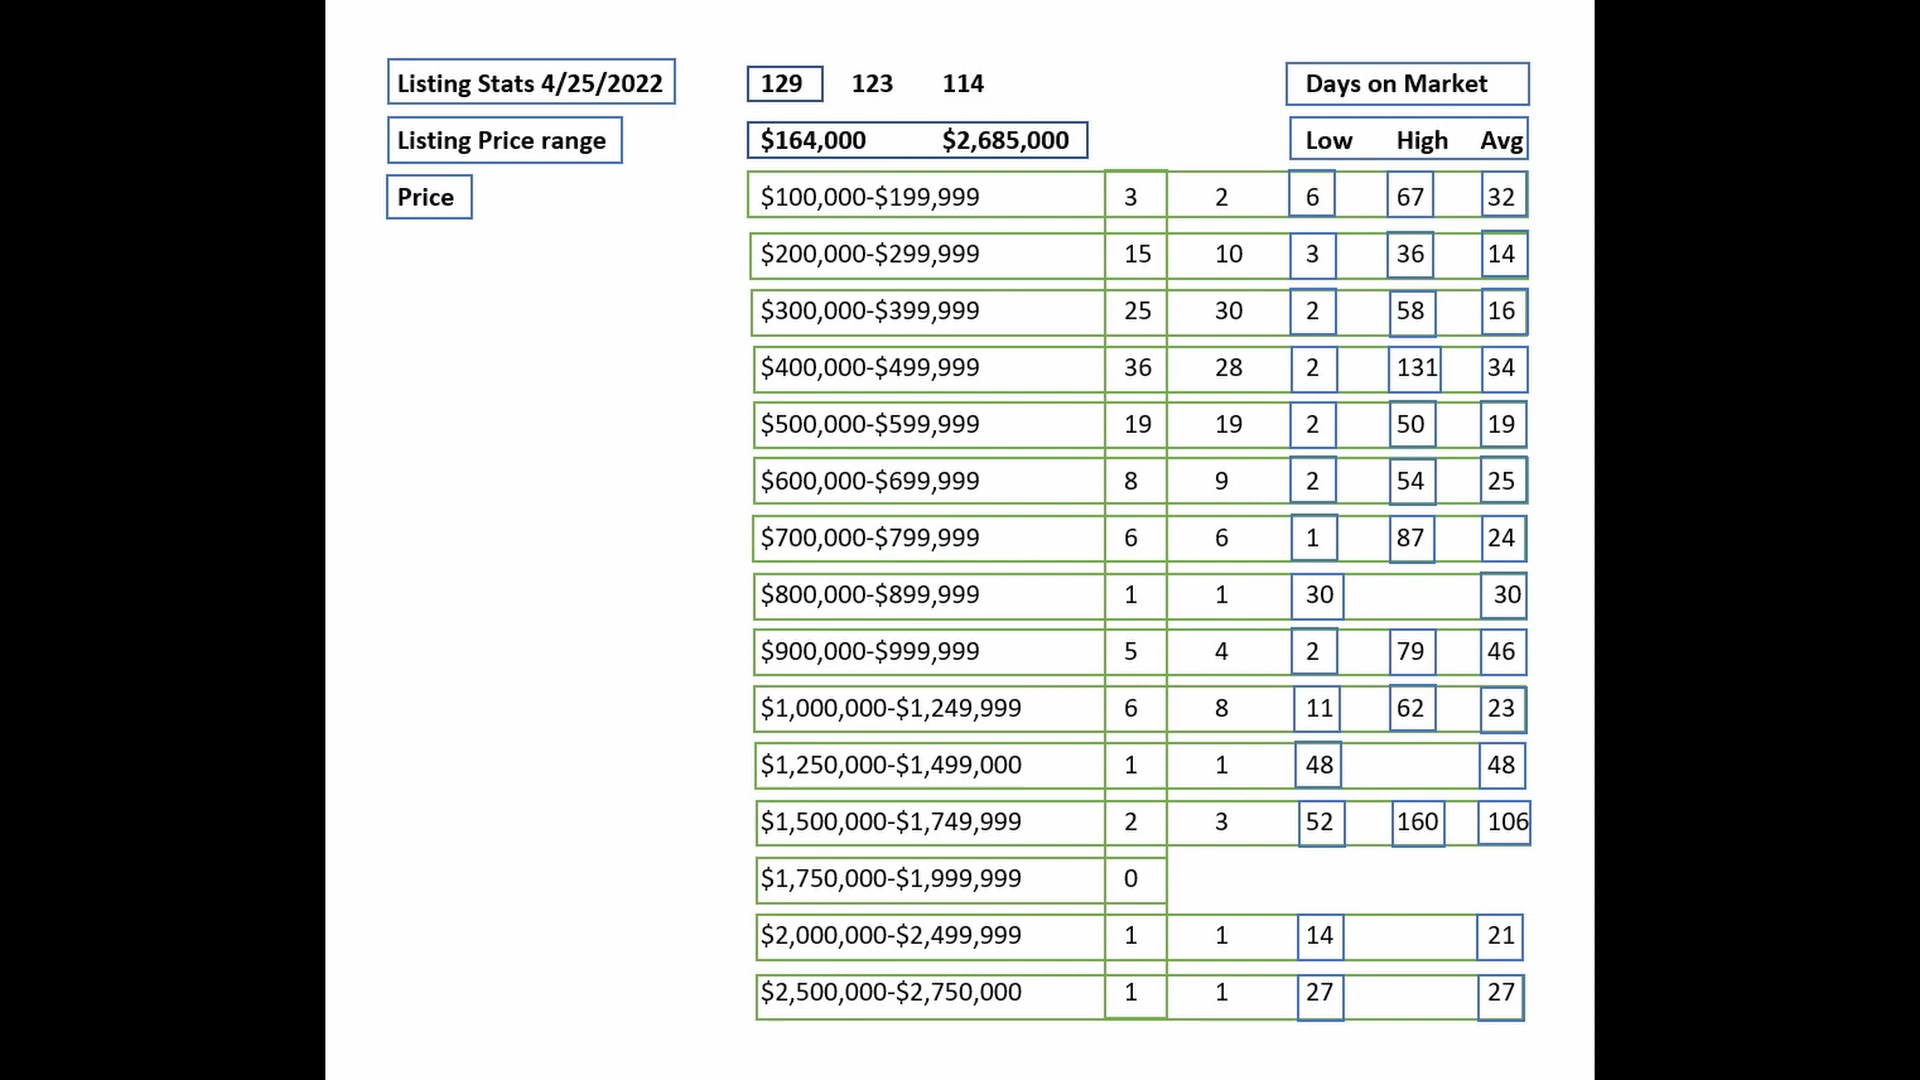 Listing Stats 4/25/2022 129 123 114 Days on Market
Listing Price range $164,000 $2,685,000 Low High Avg
Price $100,000-$199,999 3 2 6 67 32
$200,000-$299,999 15 10 3 36 14
$300,000-$399,999 25 30 2 58 16
$400,000-$499,999 36 28 2 131 34
$500,000-$599,999 19 19 2 50 19
$600,000-$699,999 8 9 2 54 25
$700,000-$799,999 6 6 1 87 24
$800,000-$899,999 1 1 30 30
$900,000-$999,999 5 4 2 79 46
$1,000,000-$1,249,999 6 8 11 62 23
$1,250,000-$1,499,000 1 1 48 48
$1,500,000-$1,749,999 2 3 52 160 106
$1,750,000-$1,999,999 0
$2,000,000-$2,499,999 1 1 14 21
$2,500,000-$2,750,000 1 1 27 27